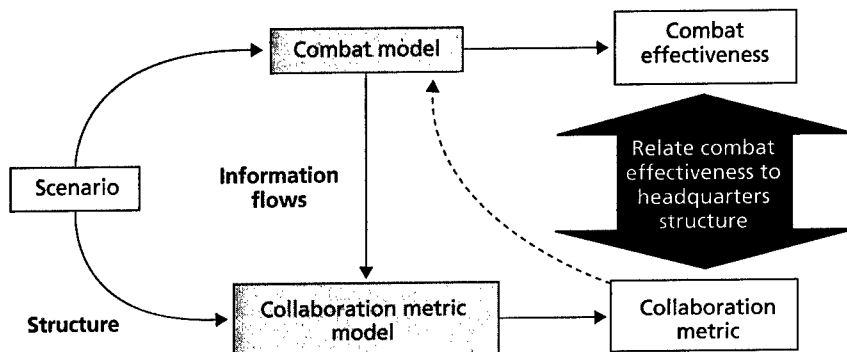 Combat model
Combat
effectiveness
Scenario
Information
flows
Relate combat
effectiveness to
headquarters
structure
Structure
Collaboration metric
model
Collaboration
metric